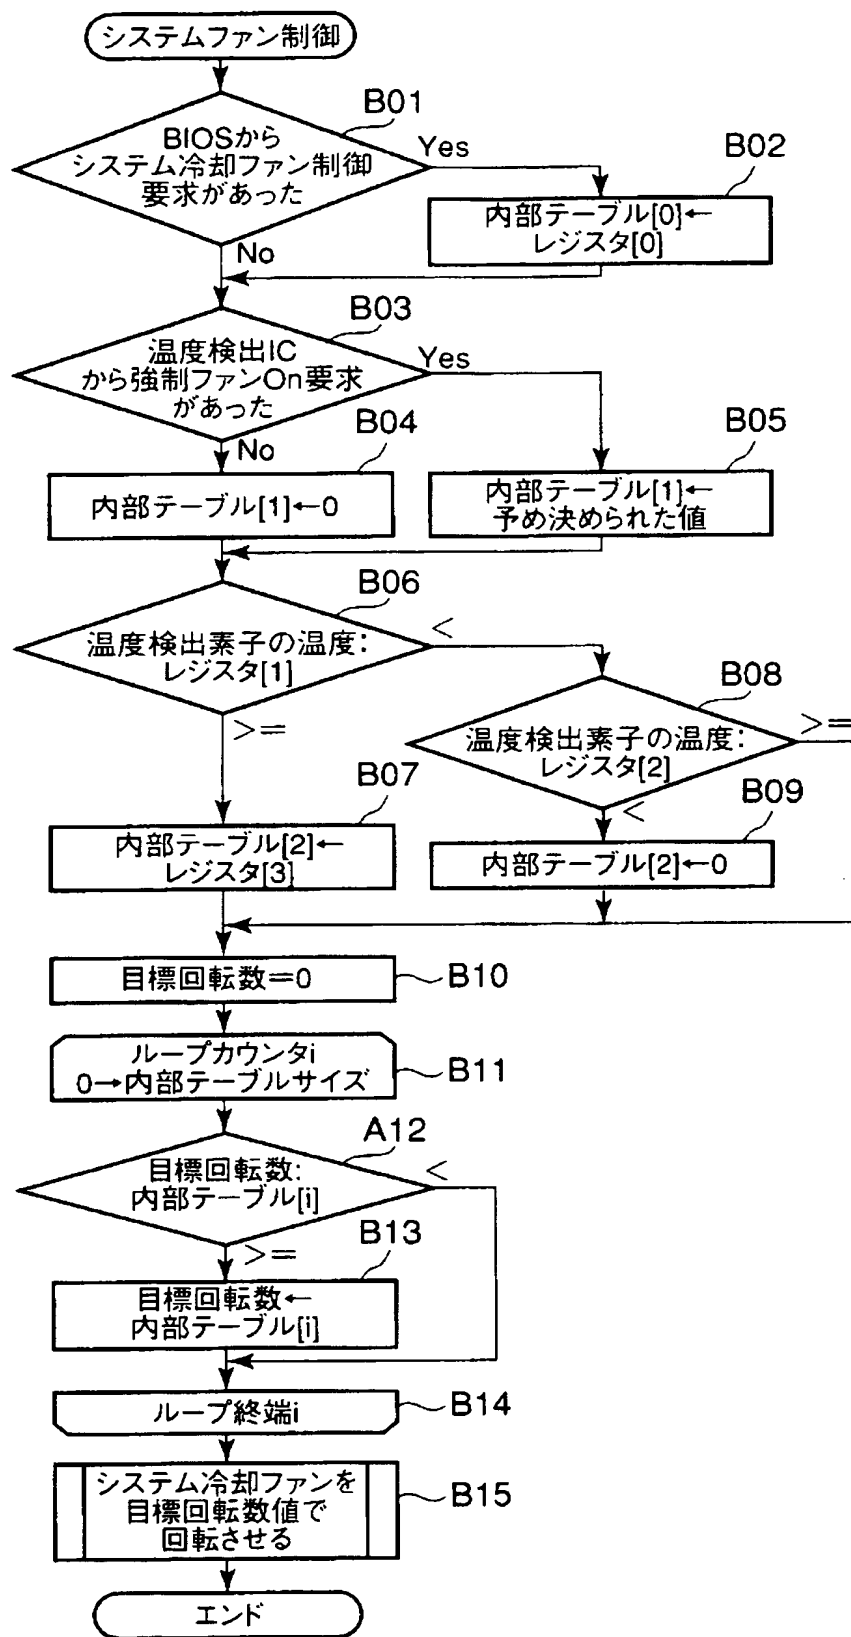 システムファン制御
B01
BIOSから
システム冷却ファン制御
要求があった
Yes
No
B02
内部テーブル[0]←
レジスタ[0]
B03
温度検出IC
から強制ファンOn要求
があった
Yes
No
B04
内部テーブル[1]←0
B05
内部テーブル[1]←
予め決められた値
B06
温度検出素子の温度:
レジスタ[1]
<
>=
B08
温度検出素子の温度:
レジスタ[2]
>=
<
B07
内部テーブル[2]←
レジスタ[3]
B09
内部テーブル[2]←0
目標回転数=0
B10
ループカウンタi
0→内部テーブルサイズ
B11
A12
目標回転数:
内部テーブル[i]
<
>=
B13
目標回転数←
内部テーブル[i]
ループ終端i
B14
システム冷却ファンを
目標回転数値で
回転させる
B15
エンド